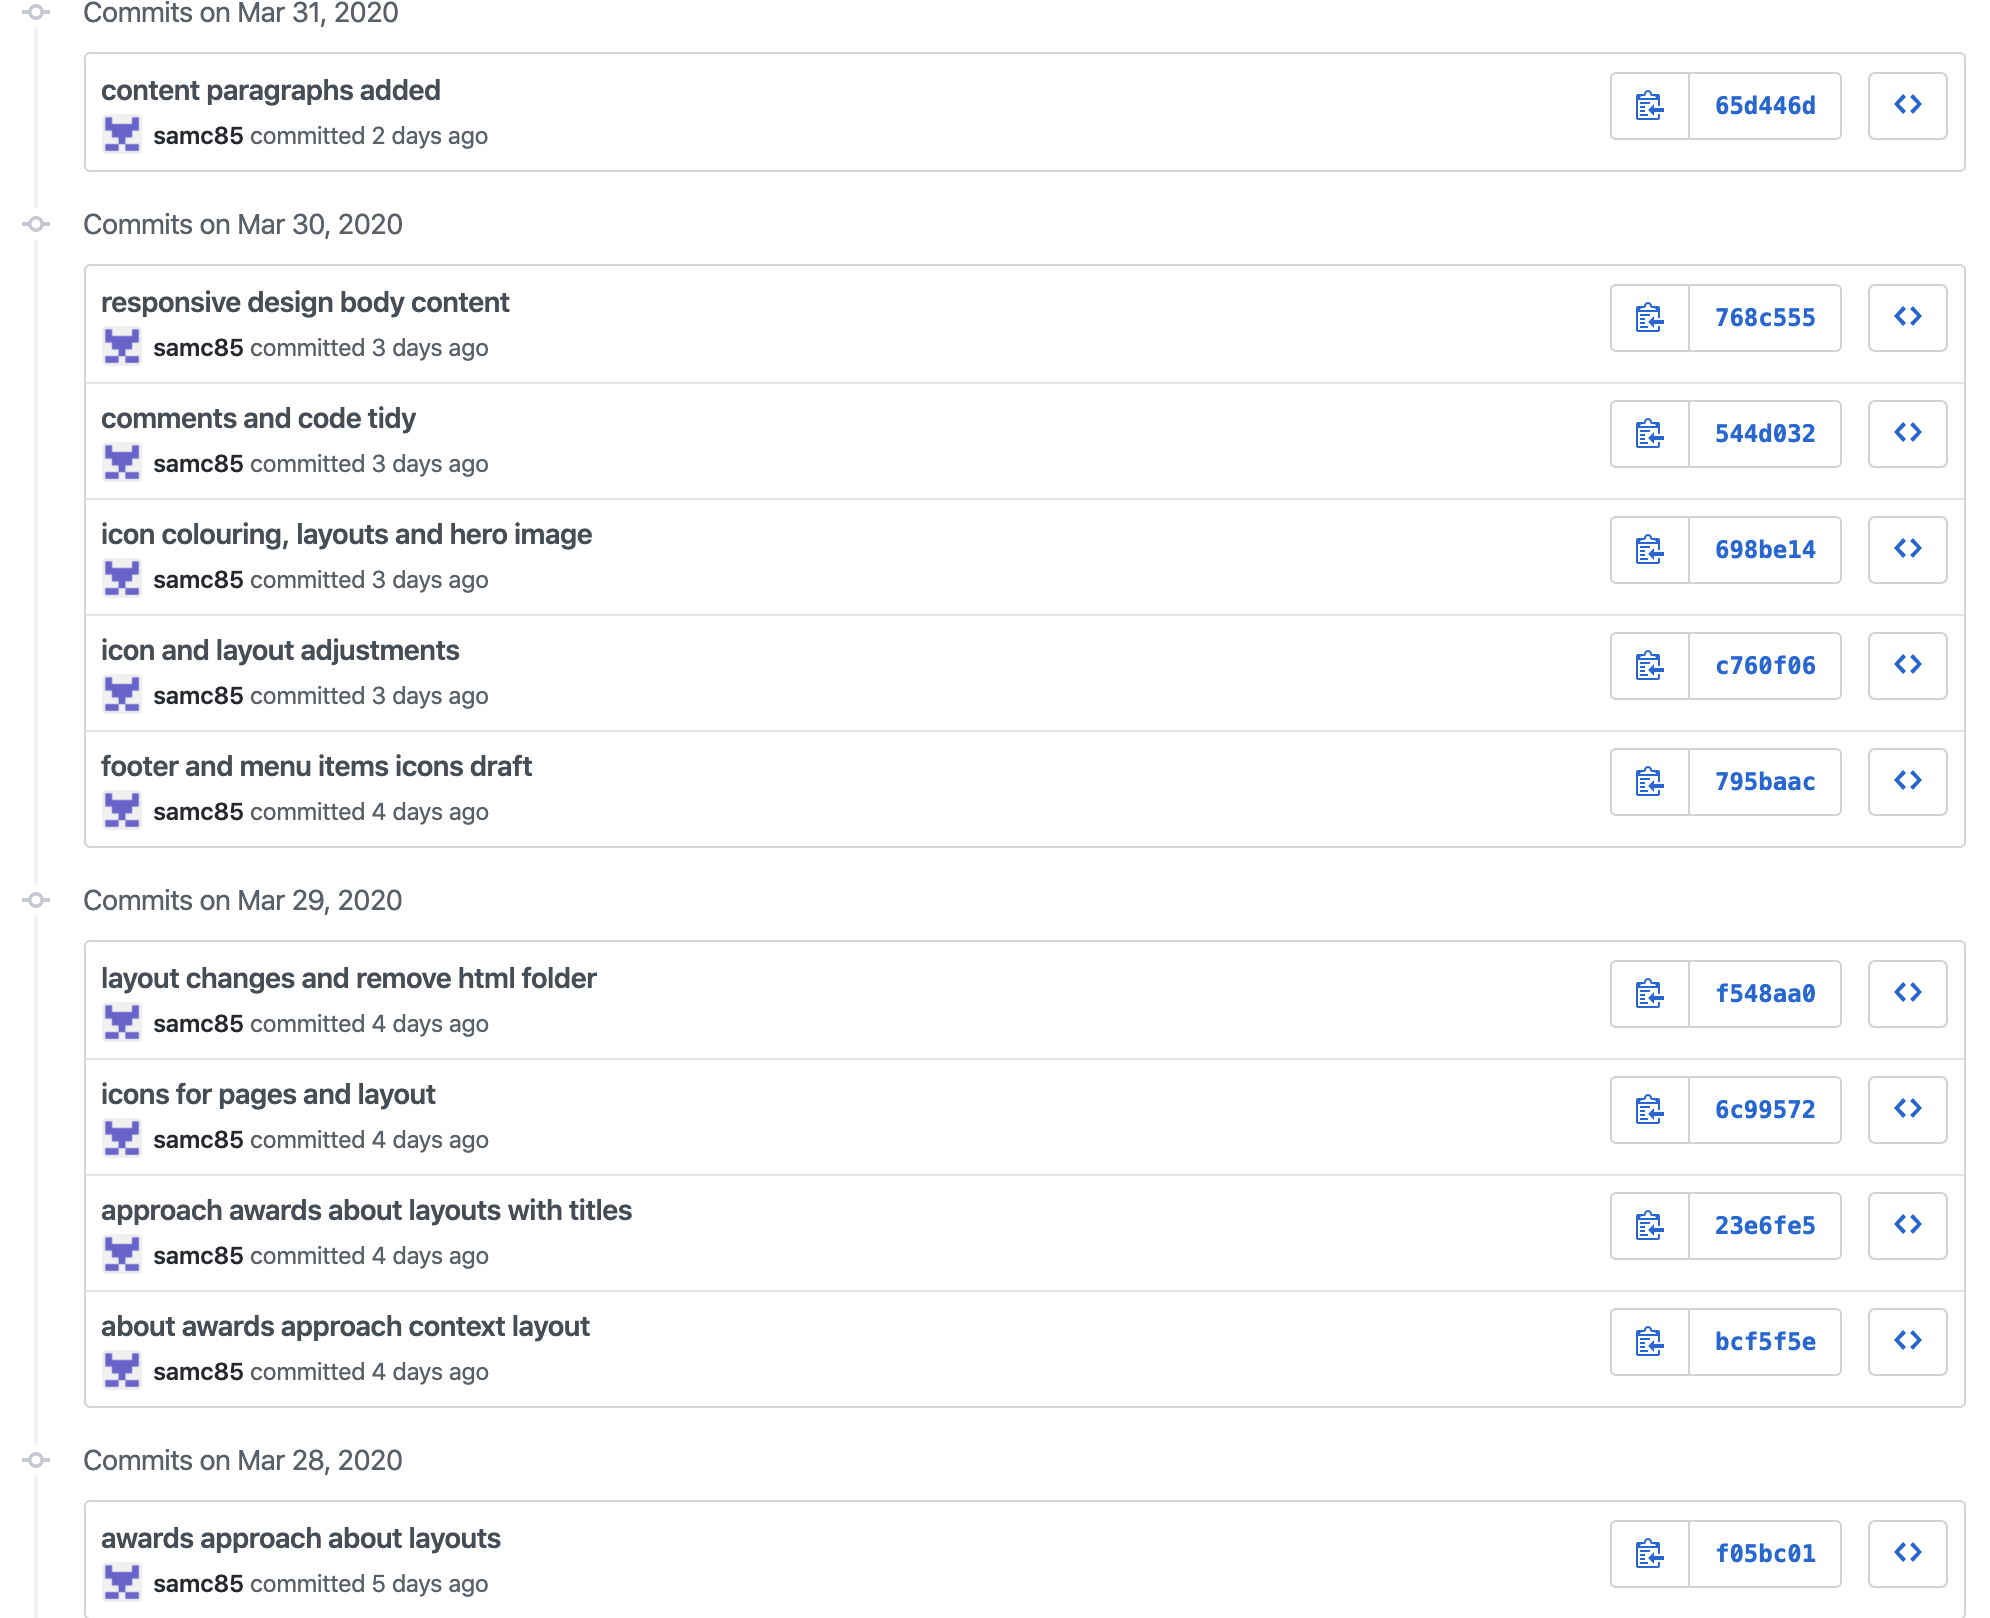 Commits on Mar 31, 2020
content paragraphs added
65d446d
samc85 committed 2 days ago
Commits on Mar 30, 2020
responsive design body content
768c555
samc85 committed 3 days ago
comments and code tidy
544d032
samc85 committed 3 days ago
icon colouring, layouts and hero image
698be14
samc85 committed 3 days ago
icon and layout adjustments
c760f06
samc85 committed 3 days ago
footer and menu items icons draft
795baac
samc85 committed 4 days ago
Commits on Mar 29, 2020
layout changes and remove html folder
f548aa0
samc85 committed 4 days ago
icons for pages and layout
6c99572
samc85 committed 4 days ago
approach awards about layouts with titles
23e6fe5
samc85 committed 4 days ago
about awards approach context layout
bcf5f5e
samc85 committed 4 days ago
Commits on Mar 28, 2020
awards approach about layouts
f05bc01
samc85 committed 5 days ago